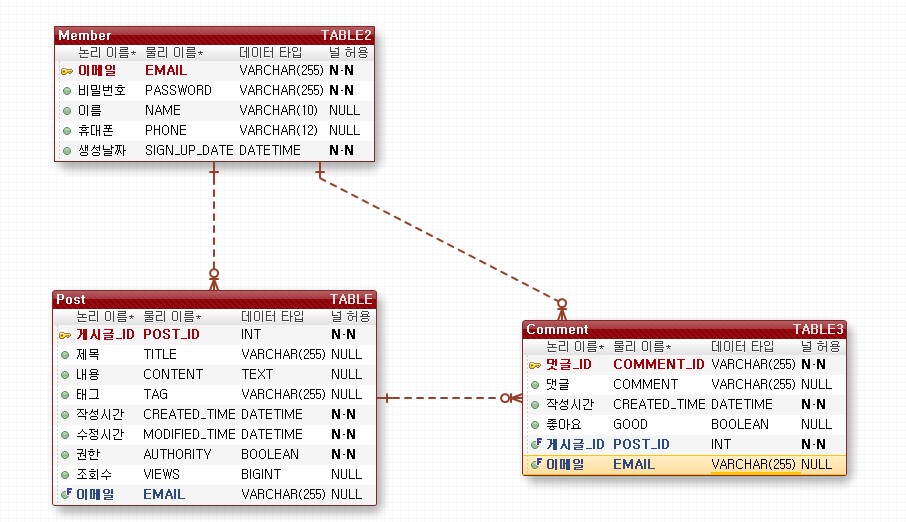 Member TABLE2
논리 이름* 물리 이름* 데이터 타입 널 허용
이메일 EMAIL VARCHAR(255) N·N
비밀번호 PASSWORD VARCHAR(255) N·N
이름 NAME VARCHAR(10) NULL
휴대폰 PHONE VARCHAR(12) NULL
생성날짜 SIGN_UP_DATE DATETIME N·N
Post TABLE
논리 이름* 물리 이름* 데이터 타입 널 허용
게시글_ID POST_ID INT N·N
제목 TITLE VARCHAR(255) NULL
내용 CONTENT TEXT NULL
태그 TAG VARCHAR(255) NULL
작성시간 CREATED_TIME DATETIME N·N
수정시간 MODIFIED_TIME DATETIME N·N
권한 AUTHORITY BOOLEAN N·N
조회수 VIEWS BIGINT NULL
F 이메일 EMAIL VARCHAR(255) NULL
Comment TABLE3
논리 이름* 물리 이름* 데이터 타입 널 허용
댓글_ID COMMENT_ID VARCHAR(255) N·N
댓글 COMMENT VARCHAR(255) NULL
작성시간 CREATED_TIME DATETIME N·N
좋아요 GOOD BOOLEAN NULL
F 게시글_ID POST_ID INT N·N
F 이메일 EMAIL VARCHAR(255) NULL